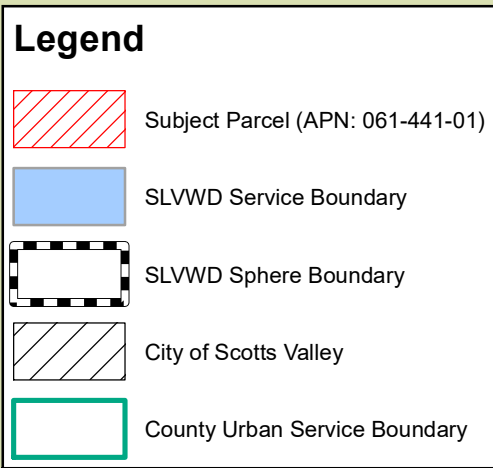 Legend
Subject Parcel (APN: 061-441-01)
SLVWD Service Boundary
SLVWD Sphere Boundary
City of Scotts Valley
County Urban Service Boundary